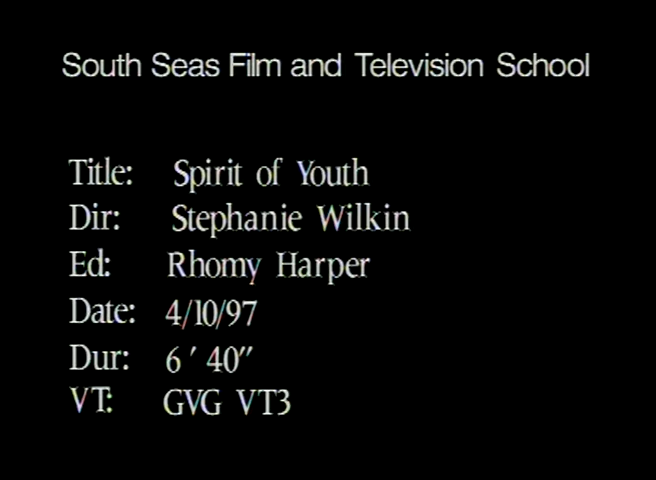 South Seas Film and Television School
Title: Spirit of Youth
Dir: Stephanie Wilkin
Ed: Rhomy Harper
Date: 4/10/97
Dur: 6 ' 40"
VT: GVG VT3